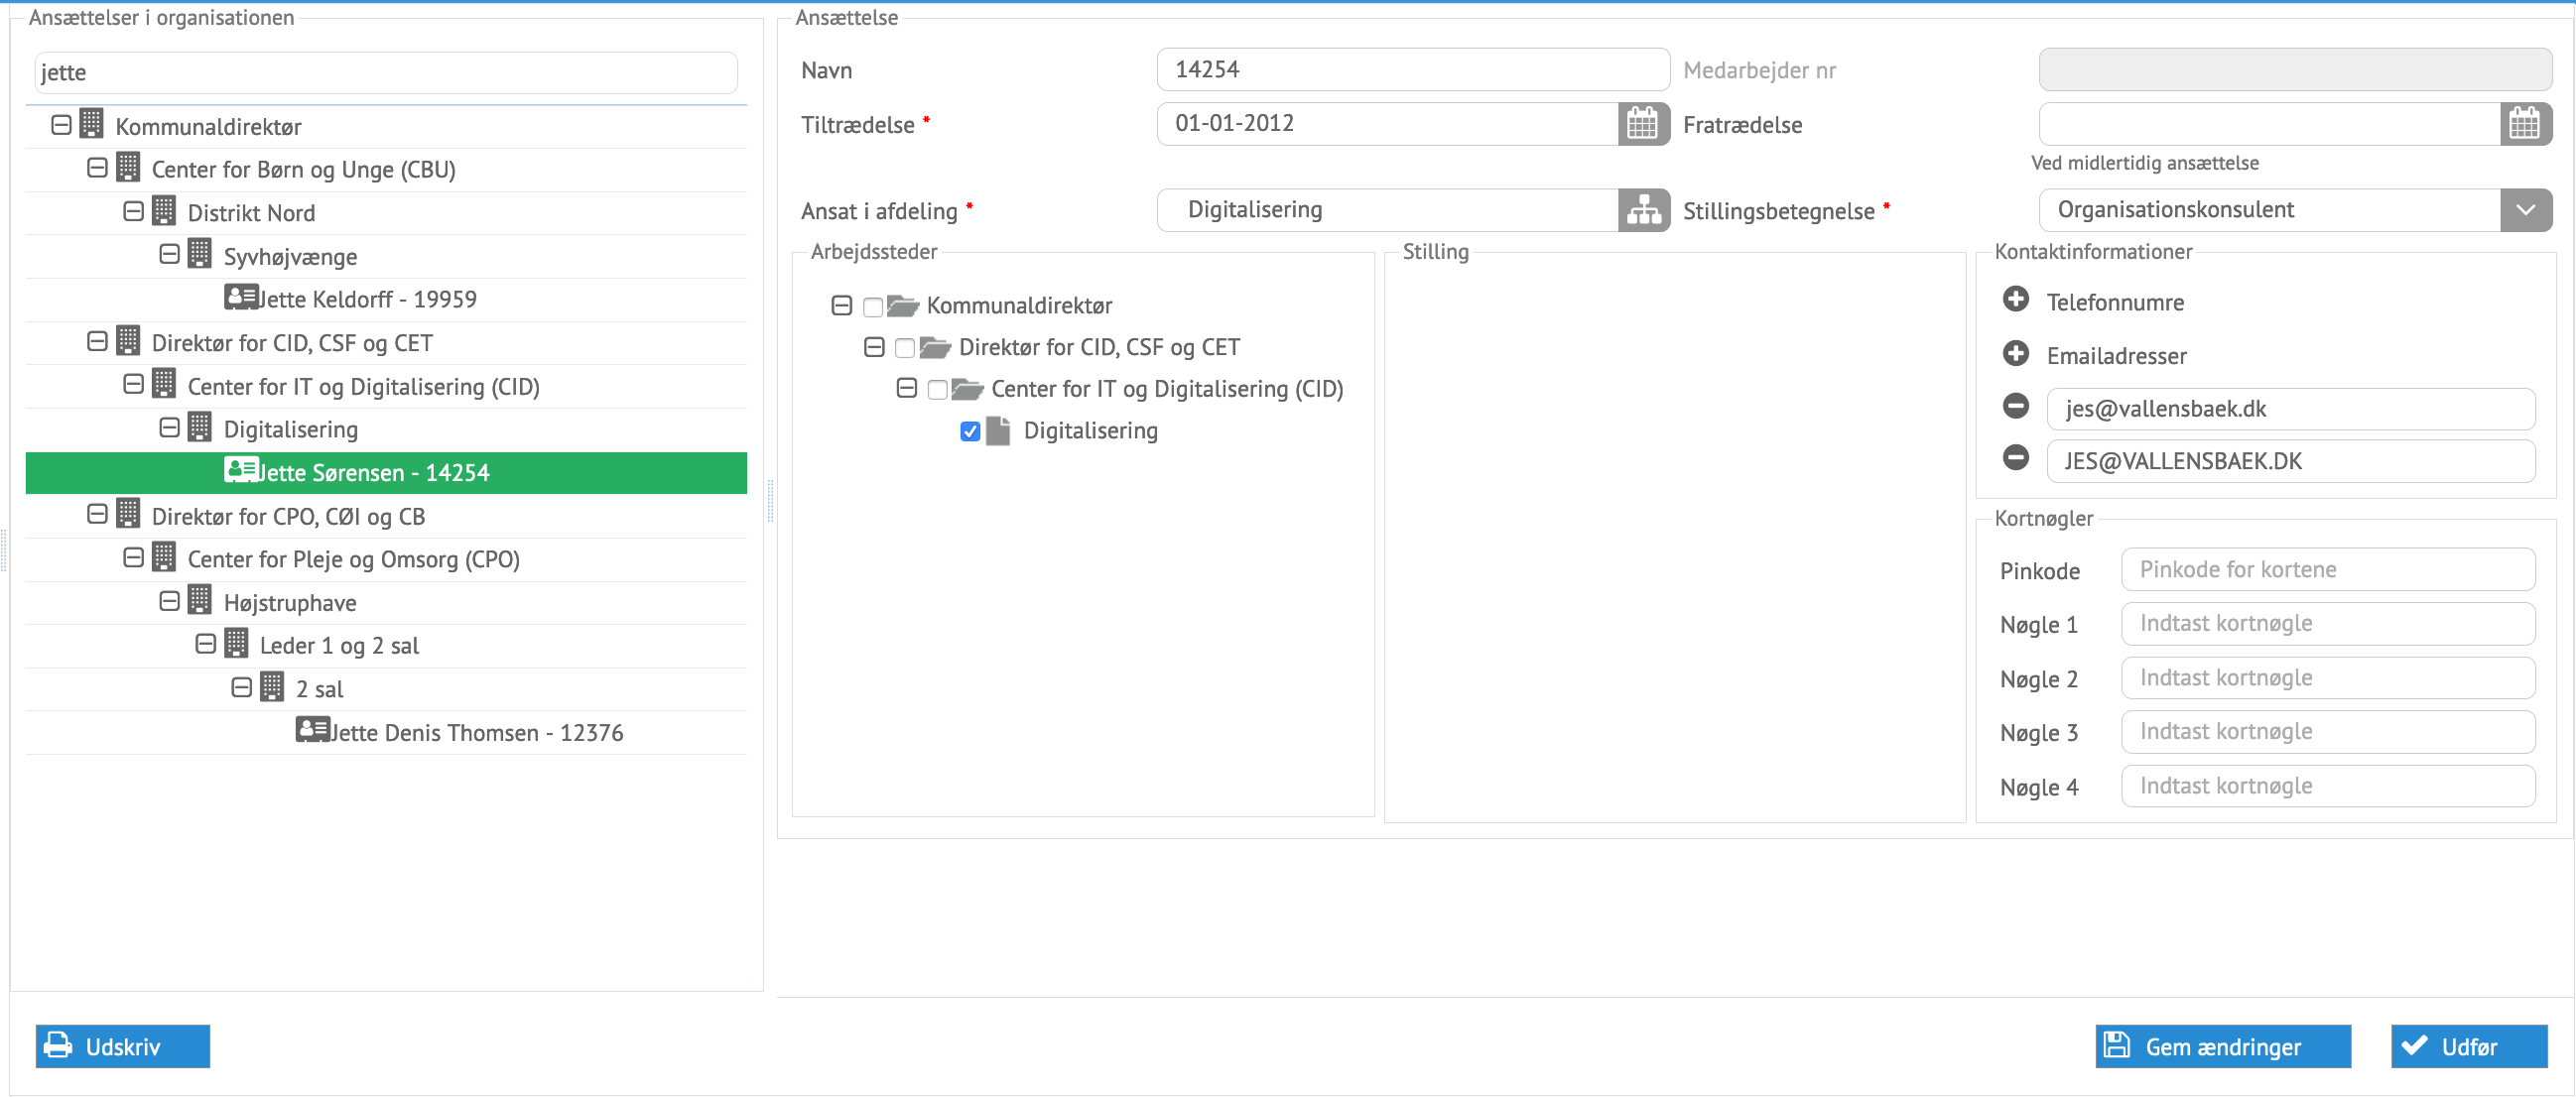 Ansættelser i organisationen
jette
Kommunaldirektør
Center for Børn og Unge (CBU)
Distrikt Nord
Syvhøjvænge
Jette Keldorff - 19959
Direktør for CID, CSF og CET
Center for IT og Digitalisering (CID)
Digitalisering
Jette Sørensen - 14254
Direktør for CPO, CØI og CB
Center for Pleje og Omsorg (CPO)
Højstruphave
Leder 1 og 2 sal
2 sal
Jette Denis Thomsen - 12376
Udskriv
Ansættelse
Navn 14254 Medarbejder nr
Tiltrædelse * 01-01-2012 Fratrædelse
Ved midlertidig ansættelse
Ansat i afdeling * Digitalisering Stillingsbetegnelse * Organisationskonsulent
Arbejdssteder
Kommunaldirektør
Direktør for CID, CSF og CET
Center for IT og Digitalisering (CID)
Digitalisering
Stilling
Kontaktinformationer
Telefonnumre
Emailadresser
jes@vallensbaek.dk
JES@VALLENSBAEK.DK
Kortnøgler
Pinkode Pinkode for kortene
Nøgle 1 Indtast kortnøgle
Nøgle 2 Indtast kortnøgle
Nøgle 3 Indtast kortnøgle
Nøgle 4 Indtast kortnøgle
Gem ændringer Udfør